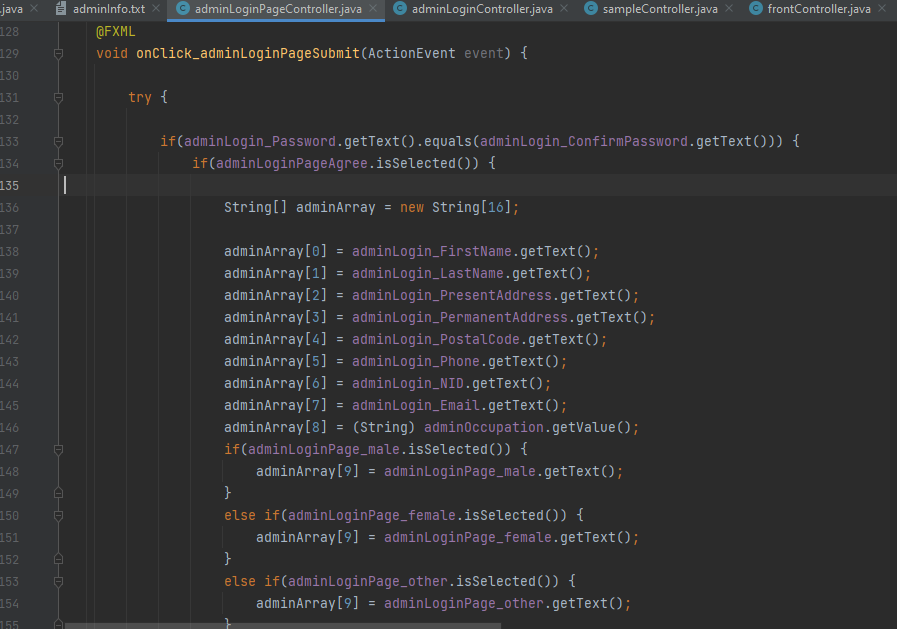 .java adminInfo.txt adminLoginPageController.java adminLoginController.java sampleController.java frontController.java
128 @FXML
129 void onClick_adminLoginPageSubmit(ActionEvent event) {
130
131 try {
132
133 if(adminLogin_Password.getText().equals(adminLogin_ConfirmPassword.getText())) {
134 if(adminLoginPageAgree.isSelected()) {
135
136 String[] adminArray = new String[16];
137
138 adminArray[0] = adminLogin_FirstName.getText();
139 adminArray[1] = adminLogin_LastName.getText();
140 adminArray[2] = adminLogin_PresentAddress.getText();
141 adminArray[3] = adminLogin_PermanentAddress.getText();
142 adminArray[4] = adminLogin_PostalCode.getText();
143 adminArray[5] = adminLogin_Phone.getText();
144 adminArray[6] = adminLogin_NID.getText();
145 adminArray[7] = adminLogin_Email.getText();
146 adminArray[8] = (String) adminOccupation.getValue();
147 if(adminLoginPage_male.isSelected()) {
148 adminArray[9] = adminLoginPage_male.getText();
149 }
150 else if(adminLoginPage_female.isSelected()) {
151 adminArray[9] = adminLoginPage_female.getText();
152 }
153 else if(adminLoginPage_other.isSelected()) {
154 adminArray[9] = adminLoginPage_other.getText();
155 }